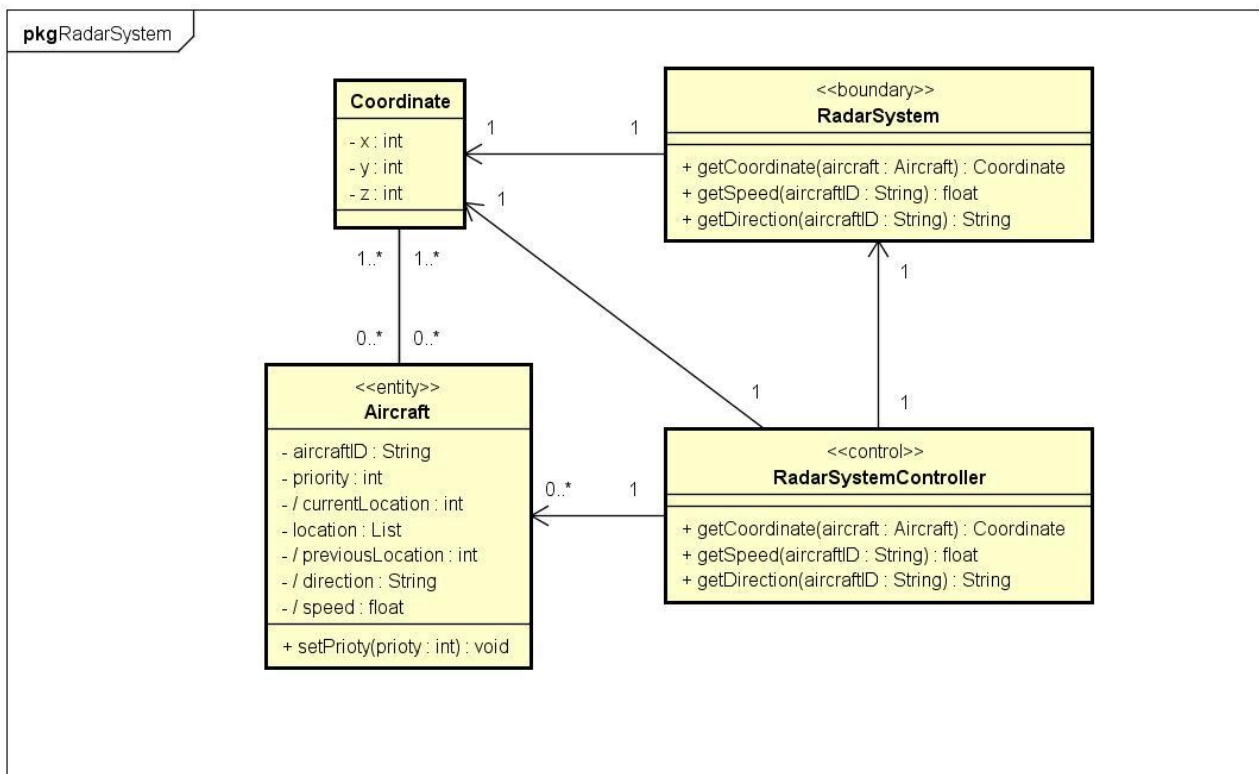 pkgRadarSystem
Coordinate
- x : int
- y : int
- z : int
<<boundary>>
RadarSystem
+ getCoordinate(aircraft : Aircraft) : Coordinate
+ getSpeed(aircraftID : String) : float
+ getDirection(aircraftID : String) : String
1 1
1
1..* 1..*
0..* 0..*
1
1
1
<<entity>>
Aircraft
- aircraftID : String
- priority : int
- / currentLocation : int
- location : List
- / previousLocation : int
- / direction : String
- / speed : float
+ setPrioty(prioty : int) : void
0..* 1
<<control>>
RadarSystemController
+ getCoordinate(aircraft : Aircraft) : Coordinate
+ getSpeed(aircraftID : String) : float
+ getDirection(aircraftID : String) : String